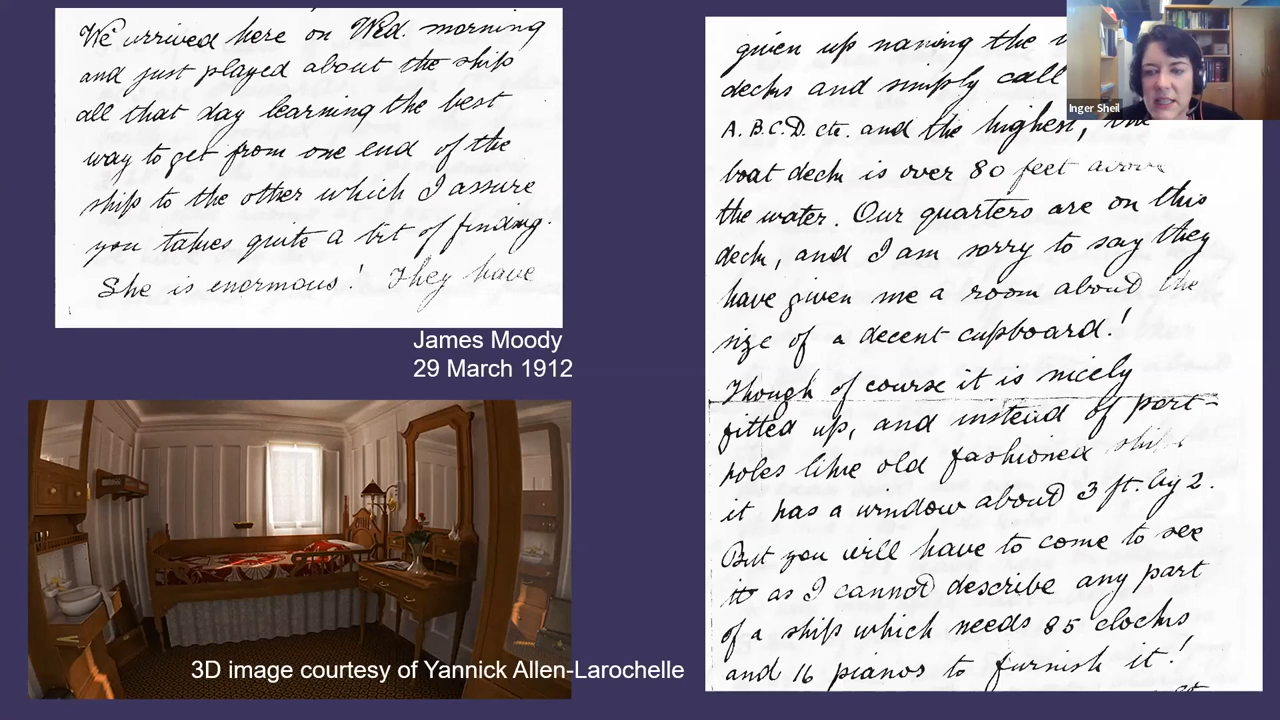 We arrived here on Wed. morning
and just played about the ship
all that day learning the best
way to get from one end of the
ship to the other which I assure
you takes quite a bit of finding.
She is enormous! They have
James Moody
29 March 1912
3D image courtesy of Yannick Allen-Larochelle
given up naming the
decks and simply call
A. B. C. D. etc. and the highest, the
boat deck is over 80 feet above
the water. Our quarters are on this
deck, and I am sorry to say they
have given me a room about the
size of a decent cupboard!
Though of course it is nicely
fitted up, and instead of port-
holes like old fashioned ships
it has a window about 3 ft. by 2.
But you will have to come to see
it as I cannot describe any part
of a ship which needs 85 clocks
and 16 pianos to furnish it!
Inger Sheil